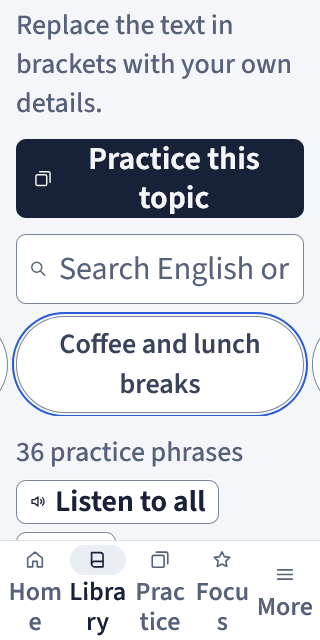 Replace the text in
brackets with your own
details.
Practice this
topic
Search English or
Coffee and lunch
breaks
36 practice phrases
Listen to all
Hom
e
Libra
ry
Prac
tice
Focu
s
More